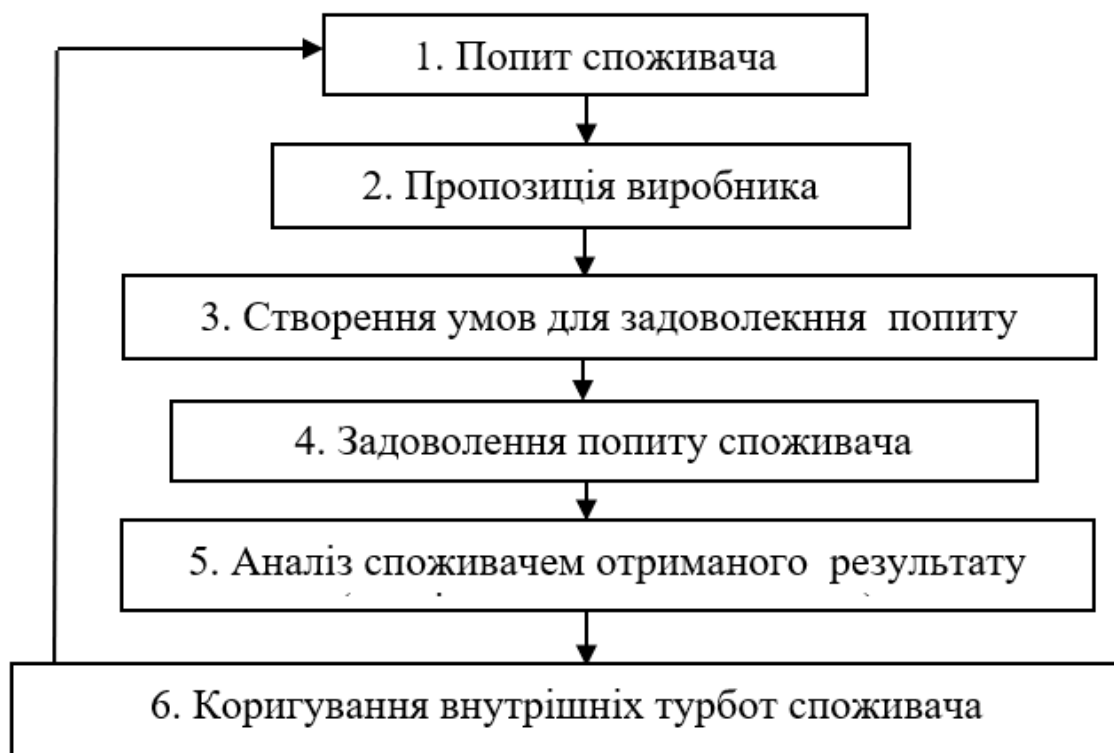 1. Попит споживача
2. Пропозиція виробника
3. Створення умов для задоволекння попиту
4. Задоволення попиту споживача
5. Аналіз споживачем отриманого результату
6. Коригування внутрішніх турбот споживача